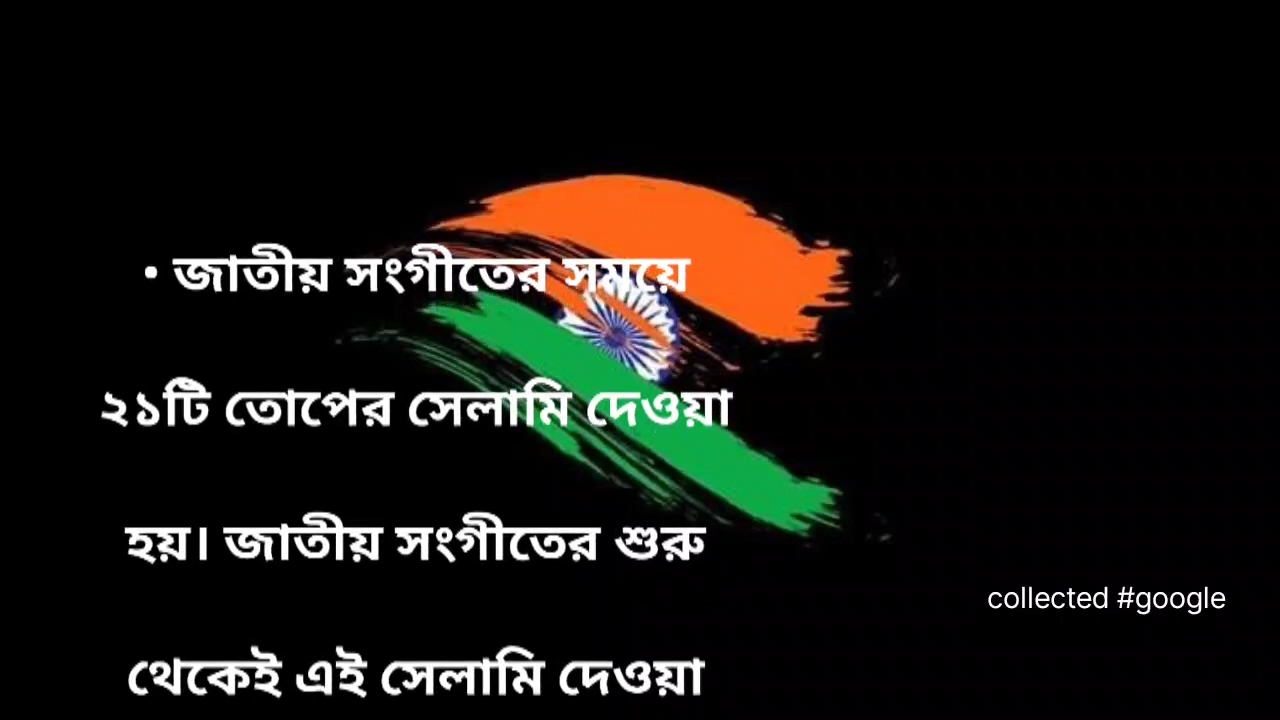 • জাতীয় সংগীতের সময়ে
২১টি তোপের সেলামি দেওয়া
হয়। জাতীয় সংগীতের শুরু
collected #google
থেকেই এই সেলামি দেওয়া